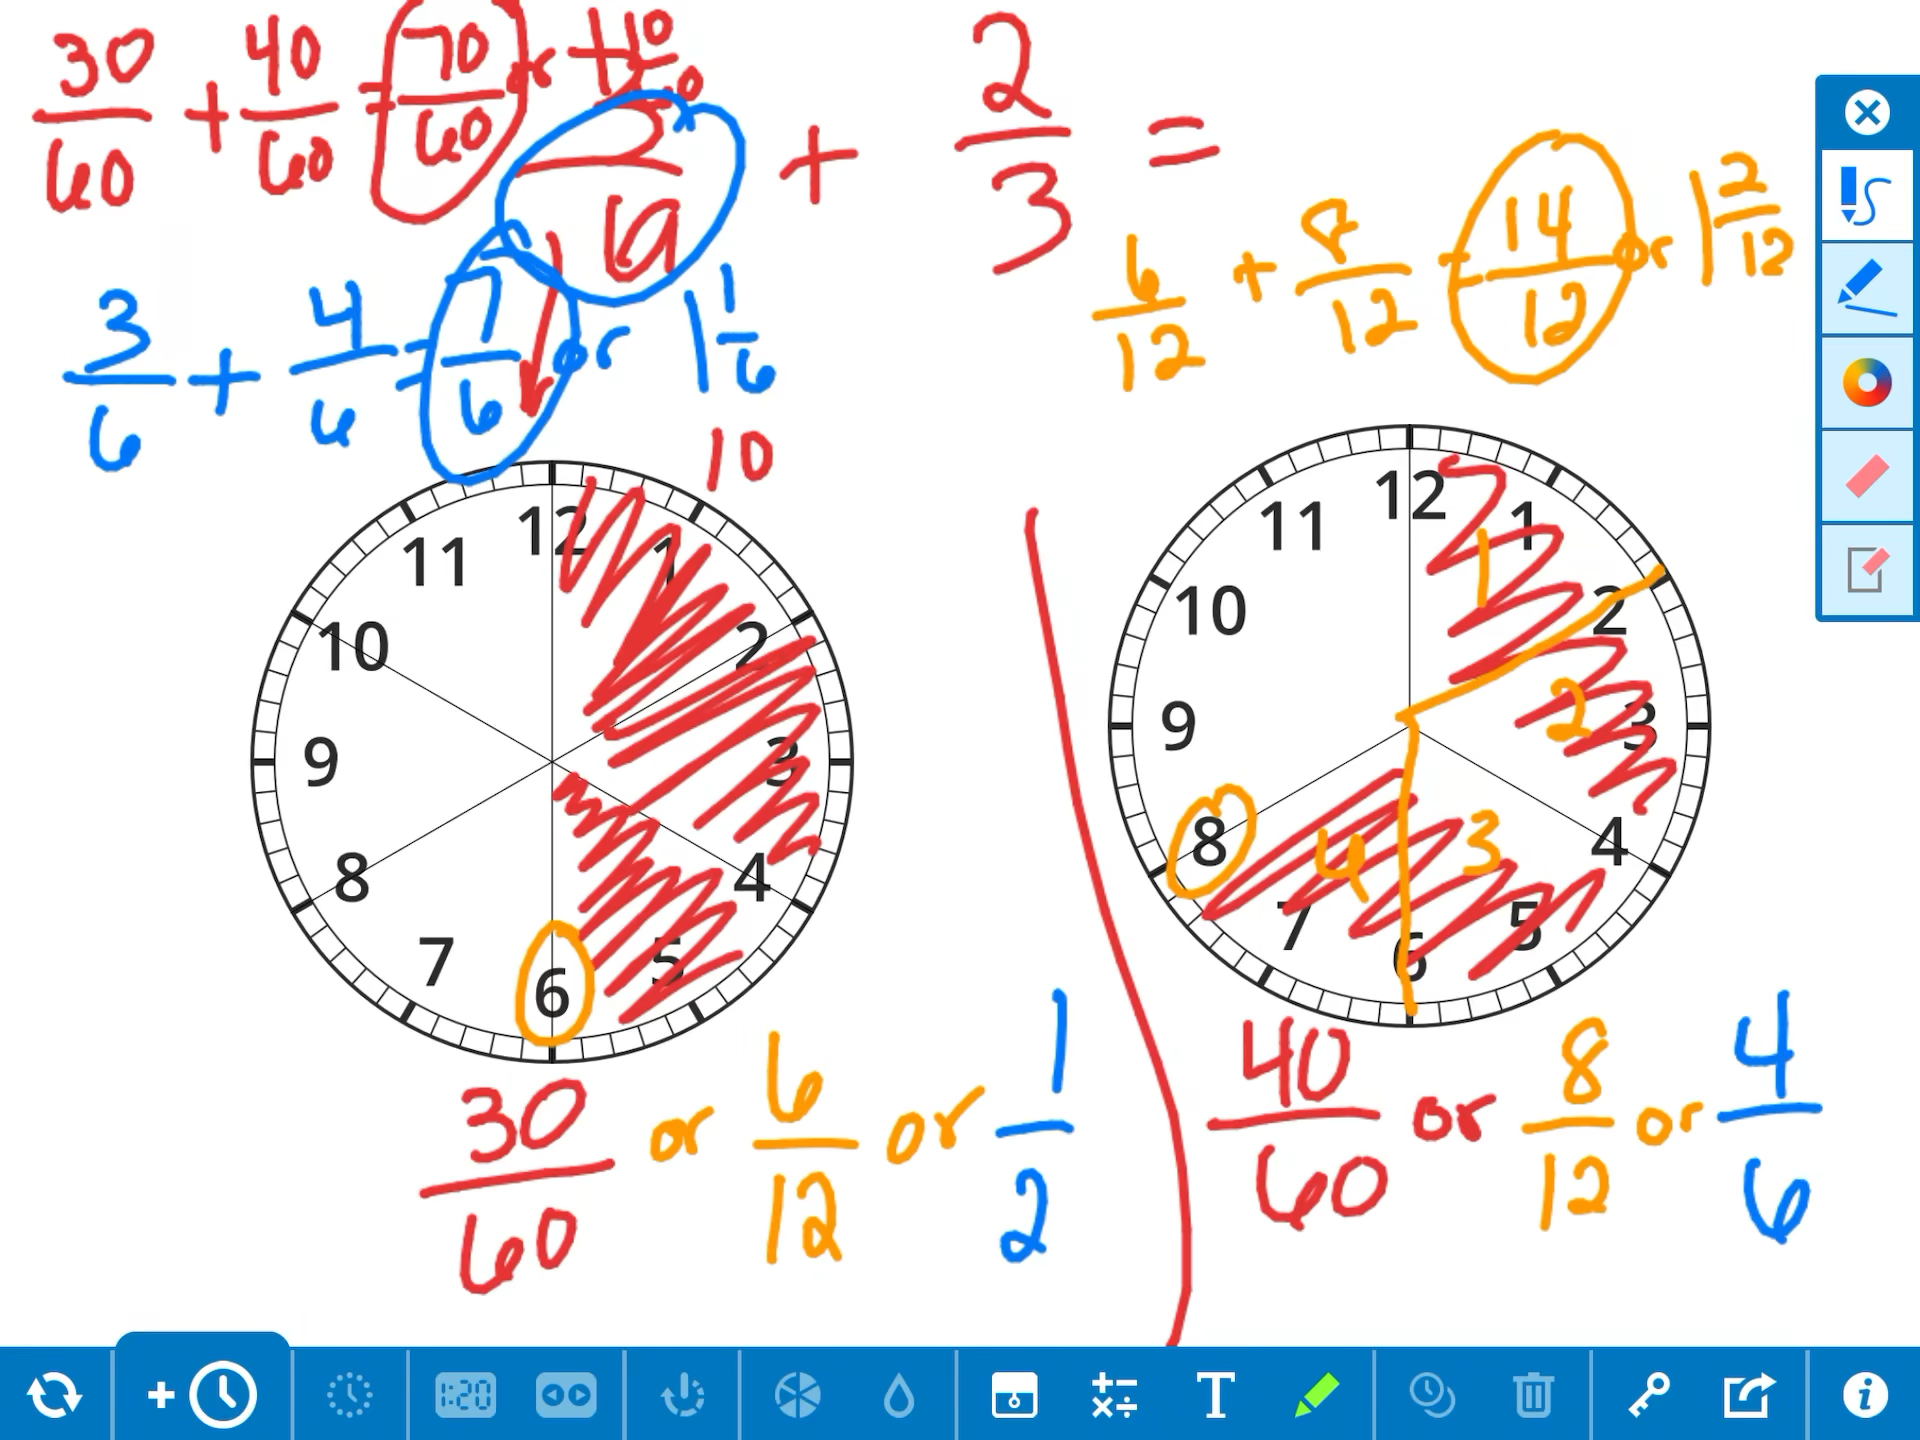 30/60 + 40/60 = 70/60 or 1 10/60
3/6 + 2/3 =
3/6 + 4/6 = 7/6 or 1 1/6
6/12 + 8/12 = 14/12 or 1 2/12
10
12 1 2 3 4 5 6 7 8 9 10 11
12 1 2 3 4 5 6 7 8 9 10 11
1 2 3 4
30/60 or 6/12 or 1/2
40/60 or 8/12 or 4/6
1:20
T
i